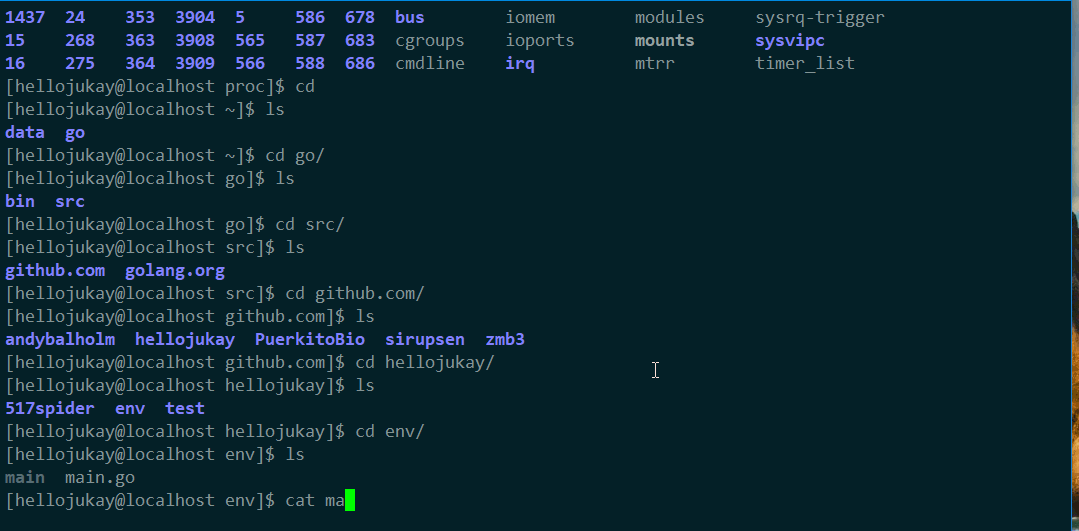 1437  24    353  3904  5     586  678  bus        iomem        modules     sysrq-trigger
15    268   363  3908  565   587  683  cgroups    ioports      mounts      sysvipc
16    275   364  3909  566   588  686  cmdline    irq          mtrr        timer_list
[hellojukay@localhost proc]$ cd
[hellojukay@localhost ~]$ ls
data  go
[hellojukay@localhost ~]$ cd go/
[hellojukay@localhost go]$ ls
bin  src
[hellojukay@localhost go]$ cd src/
[hellojukay@localhost src]$ ls
github.com  golang.org
[hellojukay@localhost src]$ cd github.com/
[hellojukay@localhost github.com]$ ls
andybalholm  hellojukay  PuerkitoBio  sirupsen  zmb3
[hellojukay@localhost github.com]$ cd hellojukay/
[hellojukay@localhost hellojukay]$ ls
517spider  env  test
[hellojukay@localhost hellojukay]$ cd env/
[hellojukay@localhost env]$ ls
main  main.go
[hellojukay@localhost env]$ cat ma